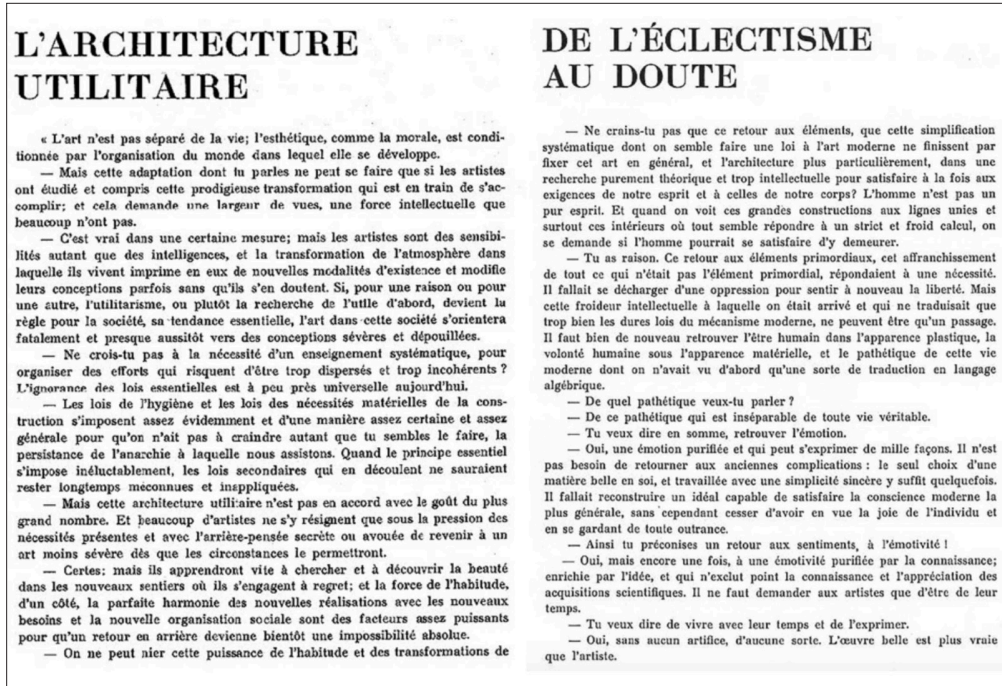 L'ARCHITECTURE
UTILITAIRE
« L'art n'est pas séparé de la vie; l'esthétique, comme la morale, est condi-
tionnée par l'organisation du monde dans lequel elle se développe.
— Mais cette adaptation dont tu parles ne peut se faire que si les artistes
ont étudié et compris cette prodigieuse transformation qui est en train de s'ac-
complir; et cela demande une largeur de vues, une force intellectuelle que
beaucoup n'ont pas.
— C'est vrai dans une certaine mesure; mais les artistes sont des sensibi-
lités autant que des intelligences, et la transformation de l'atmosphère dans
laquelle ils vivent imprime en eux de nouvelles modalités d'existence et modifie
leurs conceptions parfois sans qu'ils s'en doutent. Si, pour une raison ou pour
une autre, l'utilitarisme, ou plutôt la recherche de l'utile d'abord, devient la
règle pour la société, sa tendance essentielle, l'art dans cette société s'orientera
fatalement et presque aussitôt vers des conceptions sévères et dépouillées.
— Ne crois-tu pas à la nécessité d'un enseignement systématique, pour
organiser des efforts qui risquent d'être trop dispersés et trop incohérents ?
L'ignorance des lois essentielles est à peu près universelle aujourd'hui.
— Les lois de l'hygiène et les lois des nécessités matérielles de la cons-
truction s'imposent assez évidemment et d'une manière assez certaine et assez
générale pour qu'on n'ait pas à craindre autant que tu sembles le faire, la
persistance de l'anarchie à laquelle nous assistons. Quand le principe essentiel
s'impose inéluctablement, les lois secondaires qui en découlent ne sauraient
rester longtemps méconnues et inappliquées.
— Mais cette architecture utilitaire n'est pas en accord avec le goût du plus
grand nombre. Et beaucoup d'artistes ne s'y résignent que sous la pression des
nécessités présentes et avec l'arrière-pensée secrète ou avouée de revenir à un
art moins sévère dès que les circonstances le permettront.
— Certes; mais ils apprendront vite à chercher et à découvrir la beauté
dans les nouveaux sentiers où ils s'engagent à regret; et la force de l'habitude,
d'un côté, la parfaite harmonie des nouvelles réalisations avec les nouveaux
besoins et la nouvelle organisation sociale sont des facteurs assez puissants
pour qu'un retour en arrière devienne bientôt une impossibilité absolue.
— On ne peut nier cette puissance de l'habitude et des transformations de
DE L'ÉCLECTISME
AU DOUTE
— Ne crains-tu pas que ce retour aux éléments, que cette simplification
systématique dont on semble faire une loi à l'art moderne ne finissent par
fixer cet art en général, et l'architecture plus particulièrement, dans une
recherche purement théorique et trop intellectuelle pour satisfaire à la fois aux
exigences de notre esprit et à celles de notre corps? L'homme n'est pas un
pur esprit. Et quand on voit ces grandes constructions aux lignes unies et
surtout ces intérieurs où tout semble répondre à un strict et froid calcul, on
se demande si l'homme pourrait se satisfaire d'y demeurer.
— Tu as raison. Ce retour aux éléments primordiaux, cet affranchissement
de tout ce qui n'était pas l'élément primordial, répondaient à une nécessité.
Il fallait se décharger d'une oppression pour sentir à nouveau la liberté. Mais
cette froideur intellectuelle à laquelle on était arrivé et qui ne traduisait que
trop bien les dures lois du mécanisme moderne, ne peuvent être qu'un passage.
Il faut bien de nouveau retrouver l'être humain dans l'apparence plastique, la
volonté humaine sous l'apparence matérielle, et le pathétique de cette vie
moderne dont on n'avait vu d'abord qu'une sorte de traduction en langage
algébrique.
— De quel pathétique veux-tu parler ?
— De ce pathétique qui est inséparable de toute vie véritable.
— Tu veux dire en somme, retrouver l'émotion.
— Oui, une émotion purifiée et qui peut s'exprimer de mille façons. Il n'est
pas besoin de retourner aux anciennes complications : le seul choix d'une
matière belle en soi, et travaillée avec une simplicité sincère y suffit quelquefois.
Il fallait reconstruire un idéal capable de satisfaire la conscience moderne la
plus générale, sans cependant cesser d'avoir en vue la joie de l'individu et
en se gardant de toute outrance.
— Ainsi tu préconises un retour aux sentiments, à l'émotivité !
— Oui, mais encore une fois, à une émotivité purifiée par la connaissance;
enrichie par l'idée, et qui n'exclut point la connaissance et l'appréciation des
acquisitions scientifiques. Il ne faut demander aux artistes que d'être de leur
temps.
— Tu veux dire de vivre avec leur temps et de l'exprimer.
— Oui, sans aucun artifice, d'aucune sorte. L'œuvre belle est plus vraie
que l'artiste.